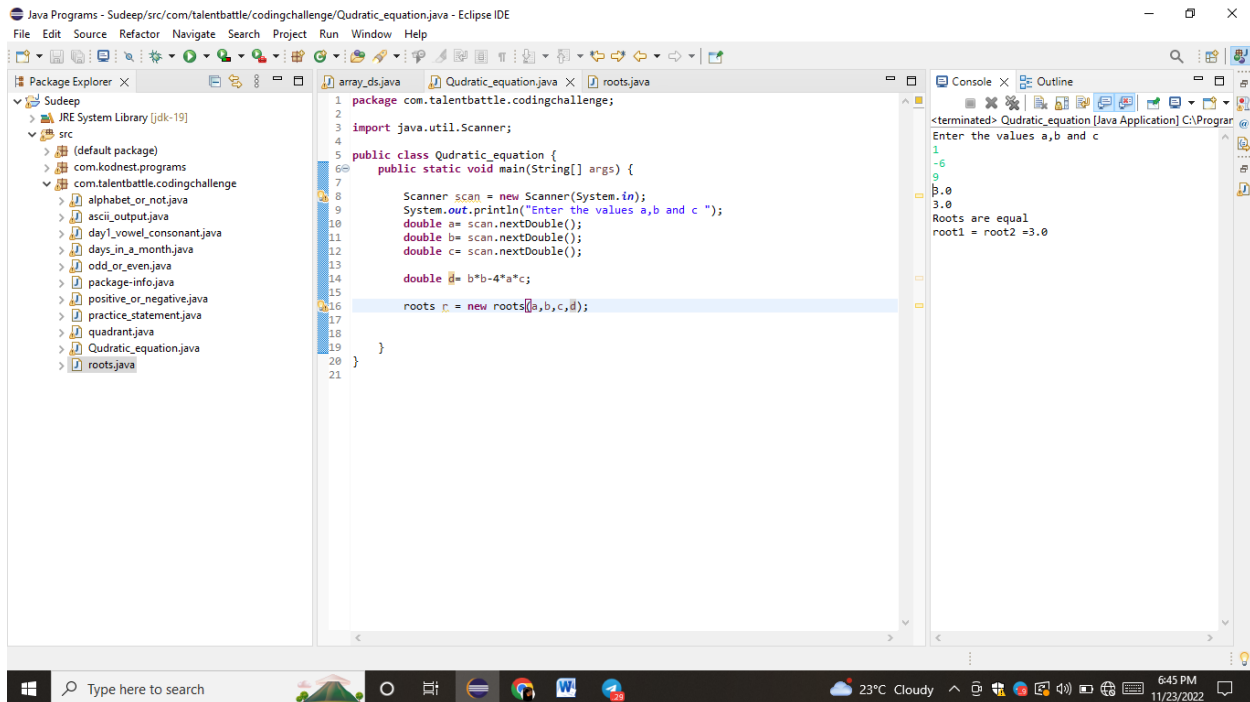 Java Programs - Sudeep/src/com/talentbattle/codingchallenge/Qudratic_equation.java - Eclipse IDE
File Edit Source Refactor Navigate Search Project Run Window Help
Package Explorer
Sudeep
JRE System Library [jdk-19]
src
(default package)
com.kodnest.programs
com.talentbattle.codingchallenge
alphabet_or_not.java
ascii_output.java
day1_vowel_consonant.java
days_in_a_month.java
odd_or_even.java
package-info.java
positive_or_negative.java
practice_statement.java
quadrant.java
Qudratic_equation.java
roots.java
array_ds.java Qudratic_equation.java roots.java
1 package com.talentbattle.codingchallenge;
2
3 import java.util.Scanner;
4
5 public class Qudratic_equation {
6 public static void main(String[] args) {
7
8 Scanner scan = new Scanner(System.in);
9 System.out.println("Enter the values a,b and c ");
10 double a= scan.nextDouble();
11 double b= scan.nextDouble();
12 double c= scan.nextDouble();
13
14 double d= b*b-4*a*c;
15
16 roots r = new roots(a,b,c,d);
17
18
19 }
20 }
21
Console Outline
<terminated> Qudratic_equation [Java Application] C:\Progran
Enter the values a,b and c
1
-6
9
3.0
3.0
Roots are equal
root1 = root2 =3.0
Type here to search
29
23°C Cloudy
6:45 PM
11/23/2022